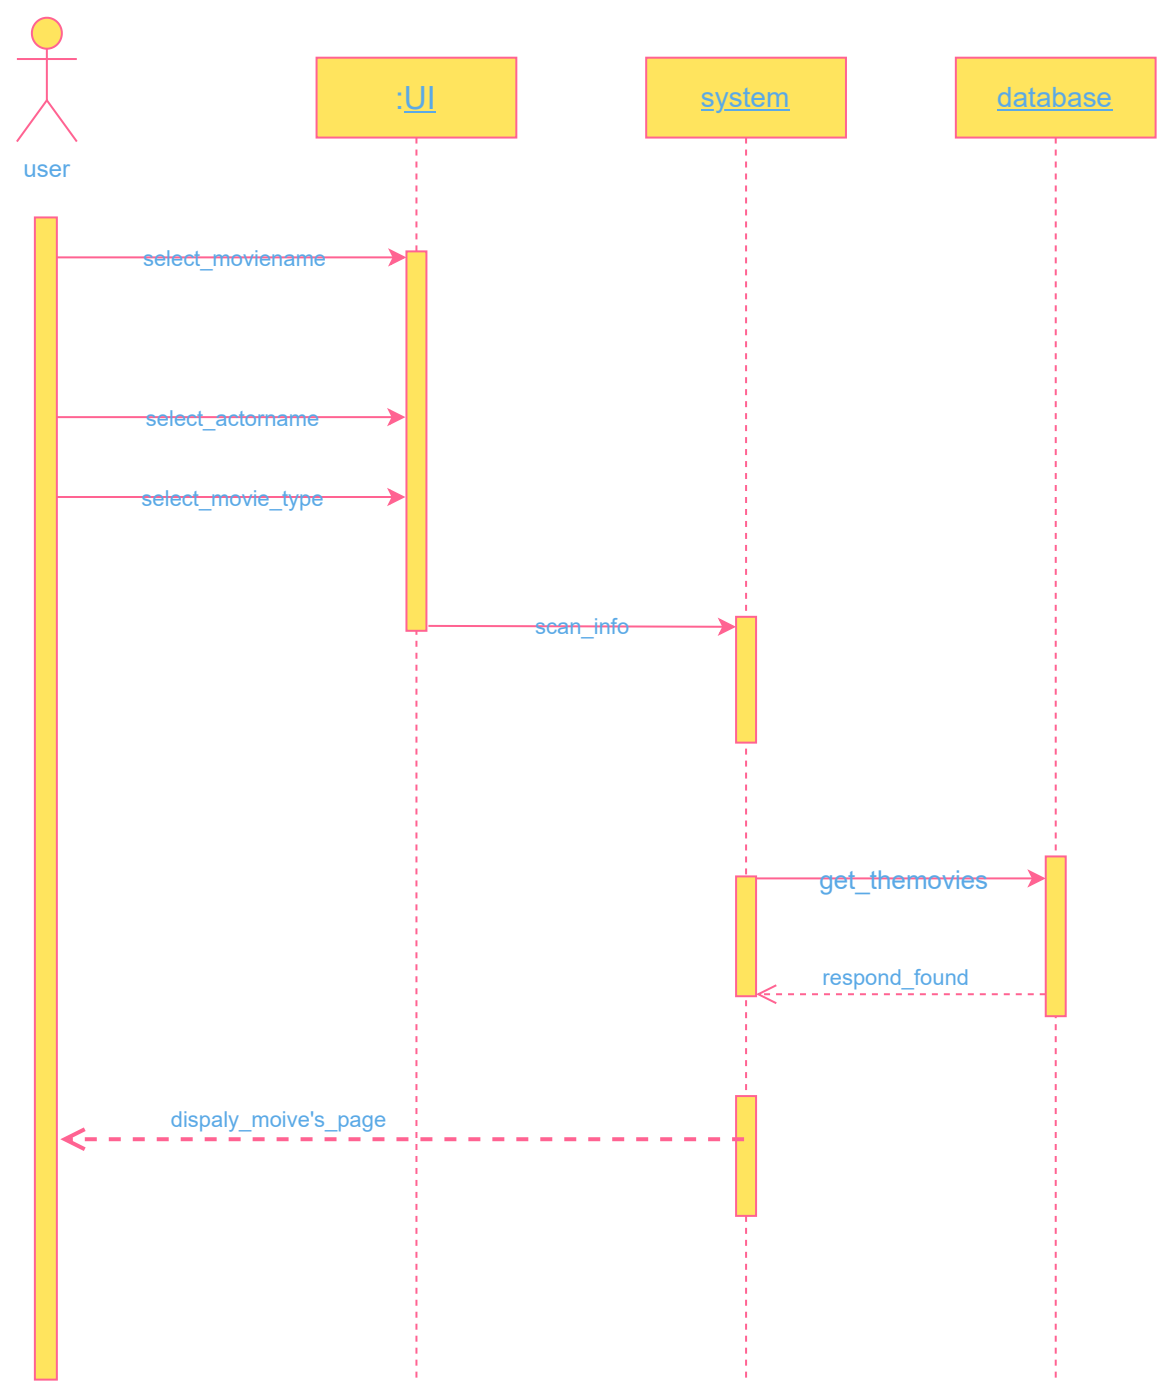 :UI
system
database
user
select_moviename
select_actorname
select_movie_type
scan_info
get_themovies
respond_found
dispaly_moive's_page